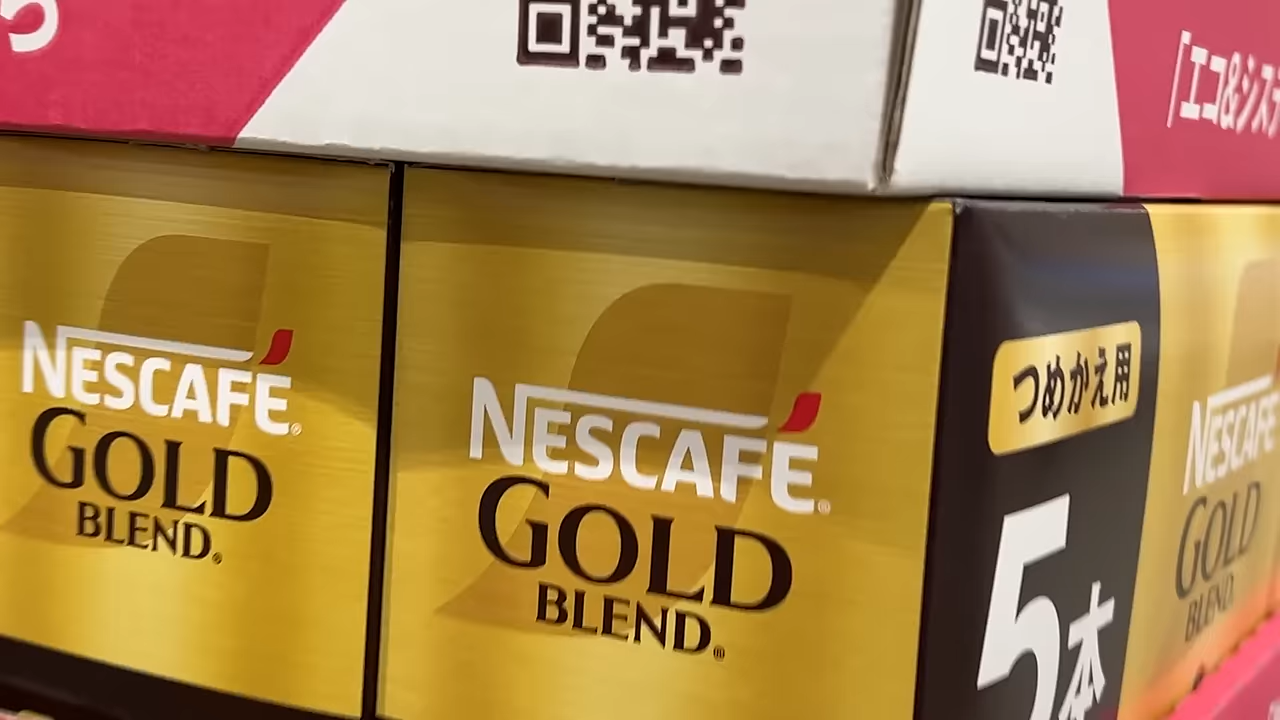 「エコ&システ
NESCAFÉ®
GOLD
BLEND®
NESCAFÉ®
GOLD
BLEND®
つめかえ用
5本
NESCAFÉ
GOLD
BLEND